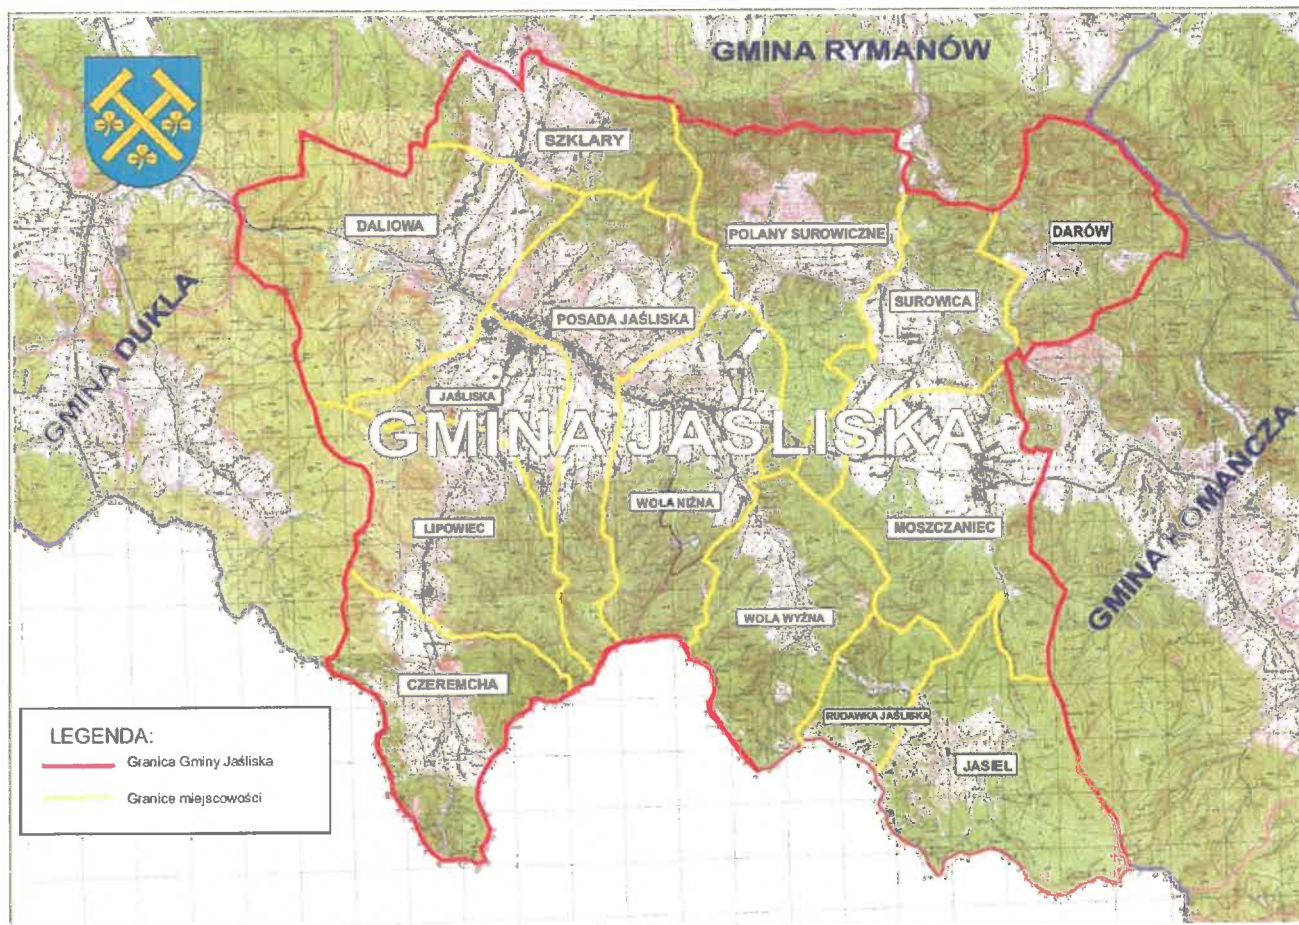 GMINA RYMANÓW
SZKLARY
DALIOWA
POLANY SUROWICZNE
DARÓW
SUROWICA
POSADA JAŚLISKA
GMINA DUKLA
JAŚLISKA
GMINA JAŚLISKA
WOLA NIŻNA
LIPOWIEC
MOSZCZANIEC
GMINA KOMAŃCZA
WOLA WYŻNA
CZEREMCHA
RUDAWKA JAŚLISKA
JASIEL
LEGENDA:
Granica Gminy Jaśliska
Granice miejscowości